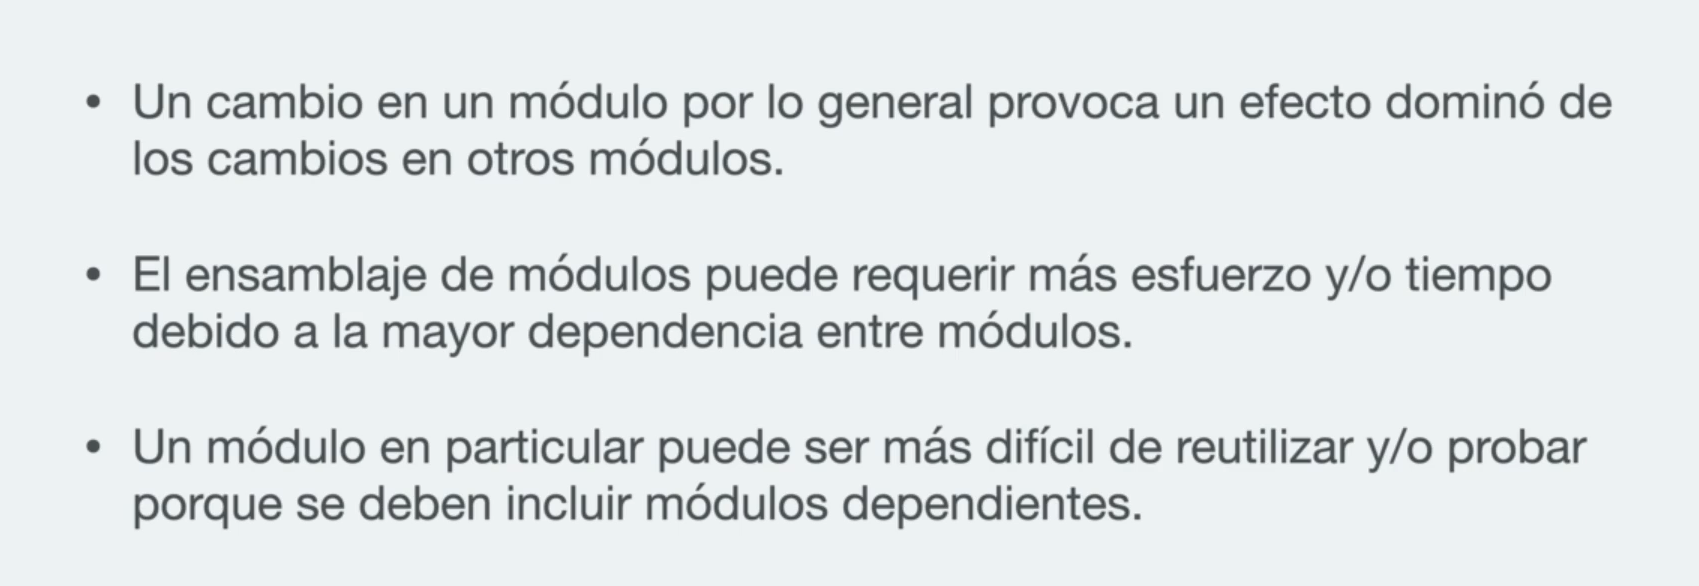 • Un cambio en un módulo por lo general provoca un efecto dominó de
los cambios en otros módulos.
• El ensamblaje de módulos puede requerir más esfuerzo y/o tiempo
debido a la mayor dependencia entre módulos.
• Un módulo en particular puede ser más difícil de reutilizar y/o probar
porque se deben incluir módulos dependientes.